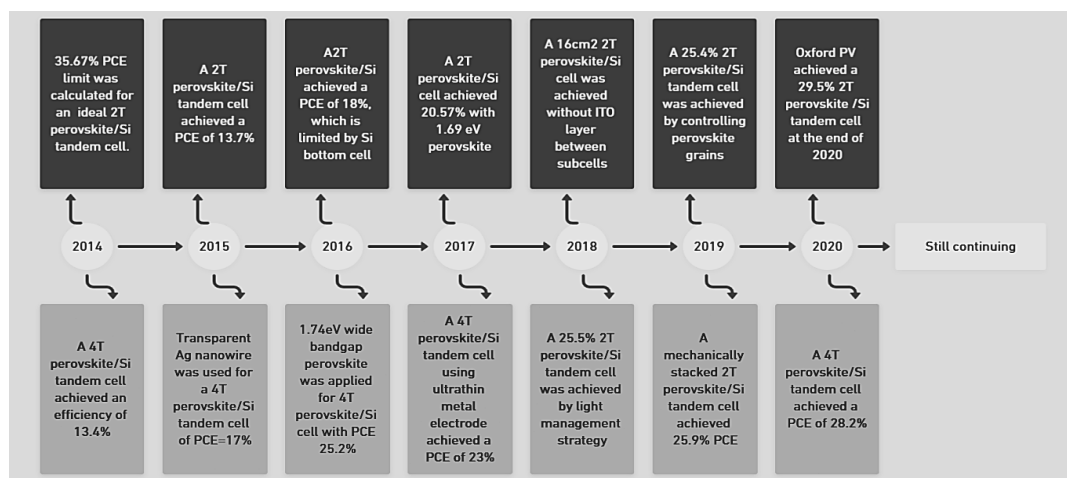 35.67% PCE
limit was
calculated for
an ideal 2T
perovskite/Si
tandem cell.
A 2T
perovskite/Si
tandem cell
achieved a
PCE of 13.7%
A2T
perovskite/Si
achieved a
PCE of 18%,
which is
limited by Si
bottom cell
A 2T
perovskite/Si
cell achieved
20.57% with
1.69 eV
perovskite
A 16cm2 2T
perovskite/Si
cell was
achieved
without ITO
layer
between
subcells
A 25.4% 2T
perovskite/Si
tandem cell
was achieved
by controlling
perovskite
grains
Oxford PV
achieved a
29.5% 2T
perovskite /Si
tandem cell
at the end of
2020
2014
2015
2016
2017
2018
2019
2020
Still continuing
A 4T
perovskite/Si
tandem cell
achieved an
efficiency of
13.4%
Transparent
Ag nanowire
was used for
a 4T
perovskite/Si
tandem cell
of PCE=17%
1.74eV wide
bandgap
perovskite
was applied
for 4T
perovskite/Si
cell with PCE
25.2%
A 4T
perovskite/Si
tandem cell
using
ultrathin
metal
electrode
achieved a
PCE of 23%
A 25.5% 2T
perovskite/Si
tandem cell
was achieved
by light
management
strategy
A
mechanically
stacked 2T
perovskite/Si
tandem cell
achieved
25.9% PCE
A 4T
perovskite/Si
tandem cell
achieved a
PCE of 28.2%